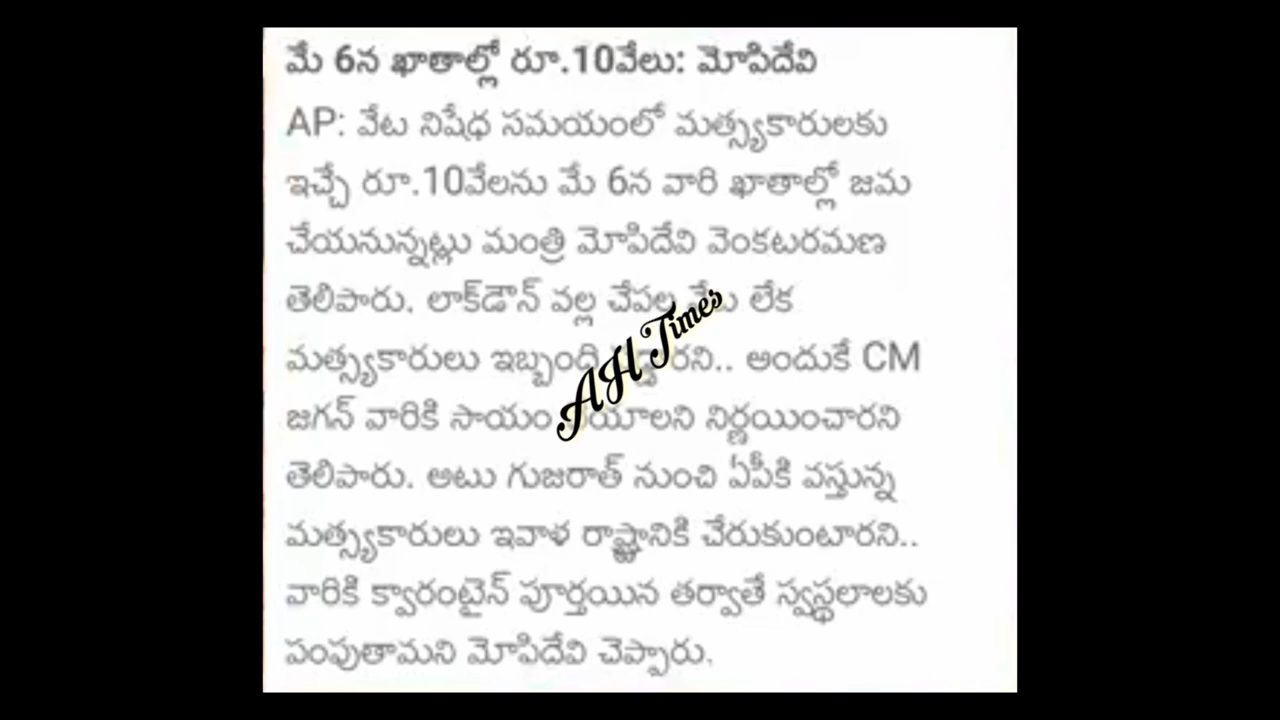 మే 6న ఖాతాల్లో రూ.10వేలు: మోపిదేవి
AP: వేట నిషేధ సమయంలో మత్స్యకారులకు
ఇచ్చే రూ.10వేలను మే 6న వారి ఖాతాల్లో జమ
చేయనున్నట్లు మంత్రి మోపిదేవి వెంకటరమణ
తెలిపారు. లాక్‌డౌన్ వల్ల చేపల లేక
మత్స్యకారులు ఇబ్బంది అందుకే CM
జగన్ వారికి సాయం నిర్ణయించారని
తెలిపారు. అటు గుజరాత్ నుంచి ఏపీకి వస్తున్న
మత్స్యకారులు ఇవాళ రాష్ట్రానికి చేరుకుంటారని..
వారికి క్వారంటైన్ పూర్తయిన తర్వాతే స్వస్థలాలకు
పంపుతామని మోపిదేవి చెప్పారు.
AH Times